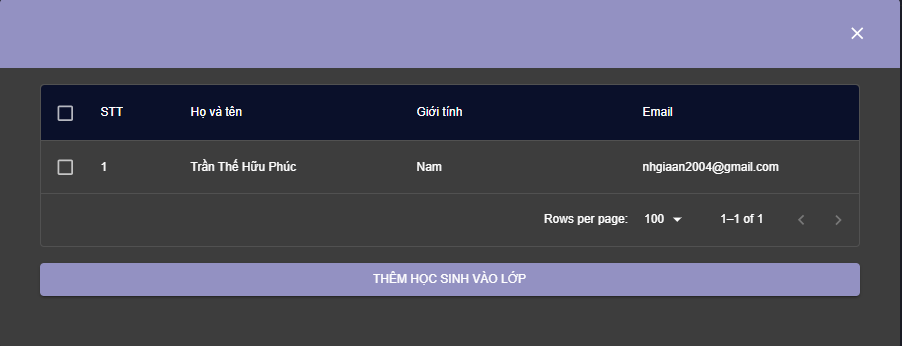 STT Họ và tên Giới tính Email
1 Trần Thế Hữu Phúc Nam nhgiaan2004@gmail.com
Rows per page: 100 1–1 of 1
THÊM HỌC SINH VÀO LỚP